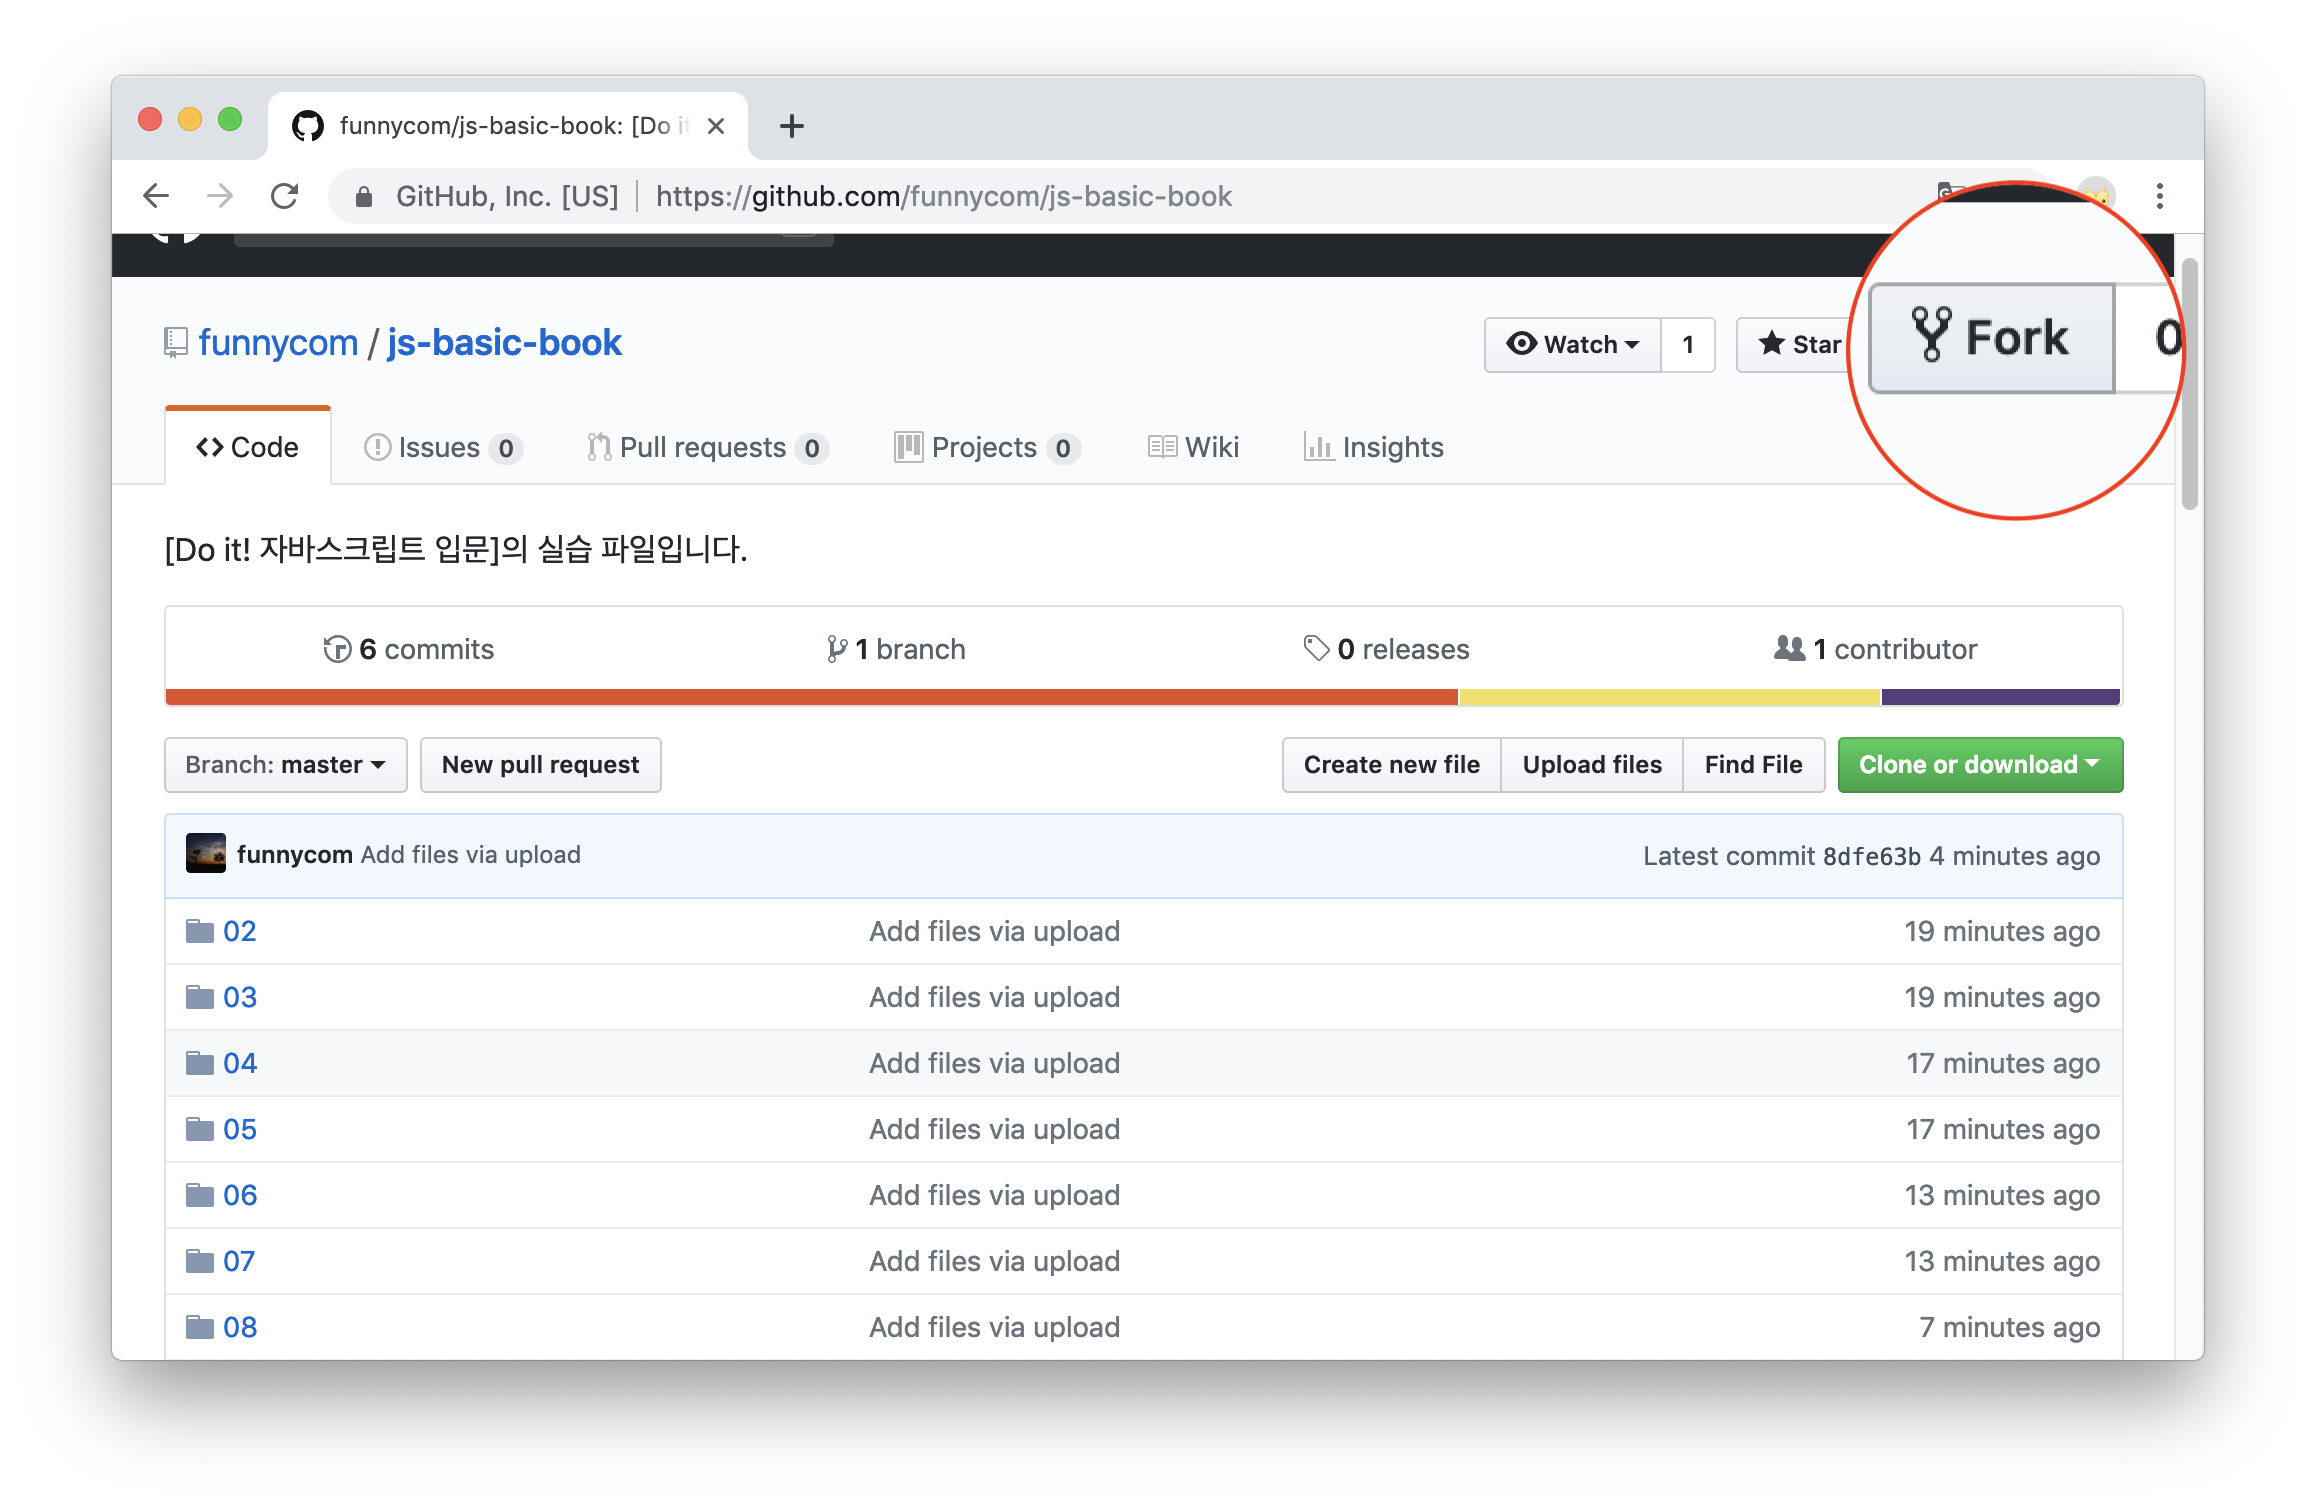 funnycom/js-basic-book: [Do it
GitHub, Inc. [US] https://github.com/funnycom/js-basic-book
funnycom / js-basic-book
Watch 1 Star Fork 0
Code Issues 0 Pull requests 0 Projects 0 Wiki Insights
[Do it! 자바스크립트 입문]의 실습 파일입니다.
6 commits 1 branch 0 releases 1 contributor
Branch: master New pull request Create new file Upload files Find File Clone or download
funnycom Add files via upload Latest commit 8dfe63b 4 minutes ago
02 Add files via upload 19 minutes ago
03 Add files via upload 19 minutes ago
04 Add files via upload 17 minutes ago
05 Add files via upload 17 minutes ago
06 Add files via upload 13 minutes ago
07 Add files via upload 13 minutes ago
08 Add files via upload 7 minutes ago